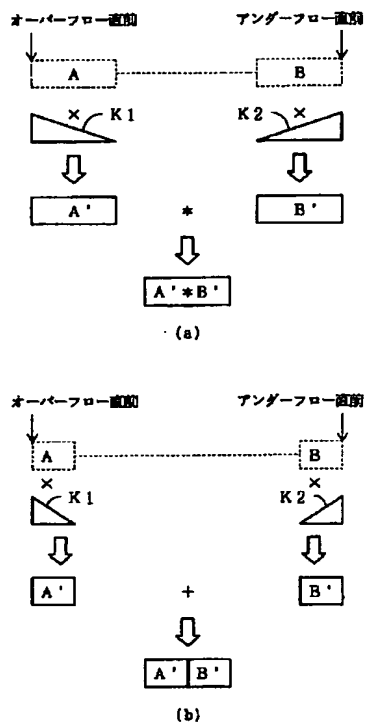 オーバーフロー直前 アンダーフロー直前
A B
× K1 K2 ×
A' * B'
A'*B'
(a)
オーバーフロー直前 アンダーフロー直前
A B
× ×
K1 K2
A' + B'
A' B'
(b)